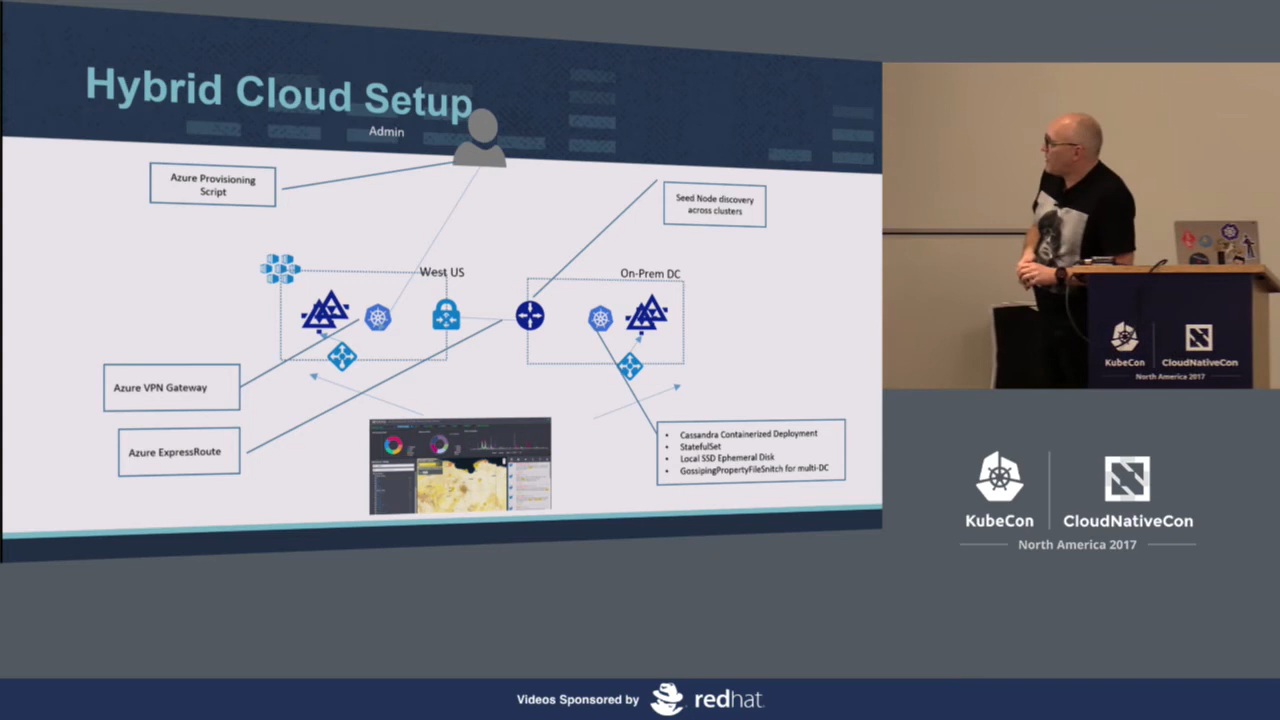 Hybrid Cloud Setup
Admin
Azure Provisioning
Script
Seed Node discovery
across clusters
West US
On-Prem DC
Azure VPN Gateway
Azure ExpressRoute
• Cassandra Containerized Deployment
• StatefulSet
• Local SSD Ephemeral Disk
• GossipingPropertyFileSnitch for multi-DC
KubeCon
CloudNativeCon
North America 2017
KubeCon
CloudNativeCon
North America 2017
Videos Sponsored by
redhat